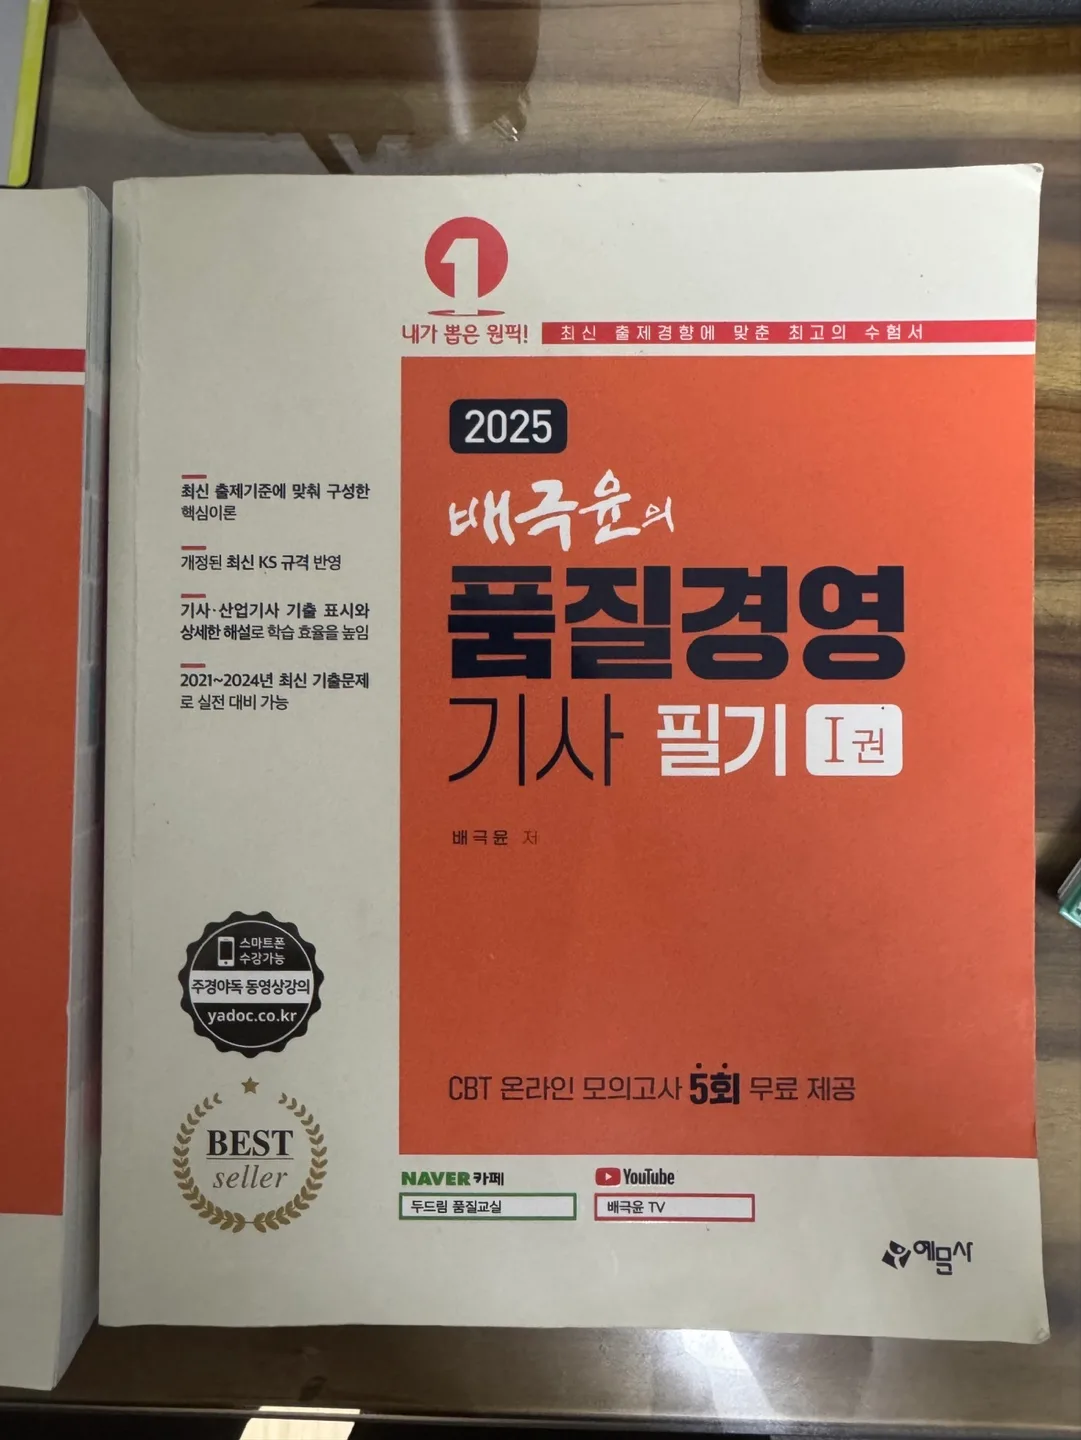 1
내가 뽑은 원픽!
최신 출제경향에 맞춘 최고의 수험서
2025
배극윤의
품질경영
기사 필기 Ⅰ권
배극윤 저
최신 출제기준에 맞춰 구성한
핵심이론
개정된 최신 KS 규격 반영
기사·산업기사 기출 표시와
상세한 해설로 학습 효율을 높임
2021~2024년 최신 기출문제
로 실전 대비 가능
스마트폰
수강가능
주경야독 동영상강의
yadoc.co.kr
BEST
seller
CBT 온라인 모의고사 5회 무료 제공
NAVER 카페
두드림 품질교실
YouTube
배극윤 TV
예문사